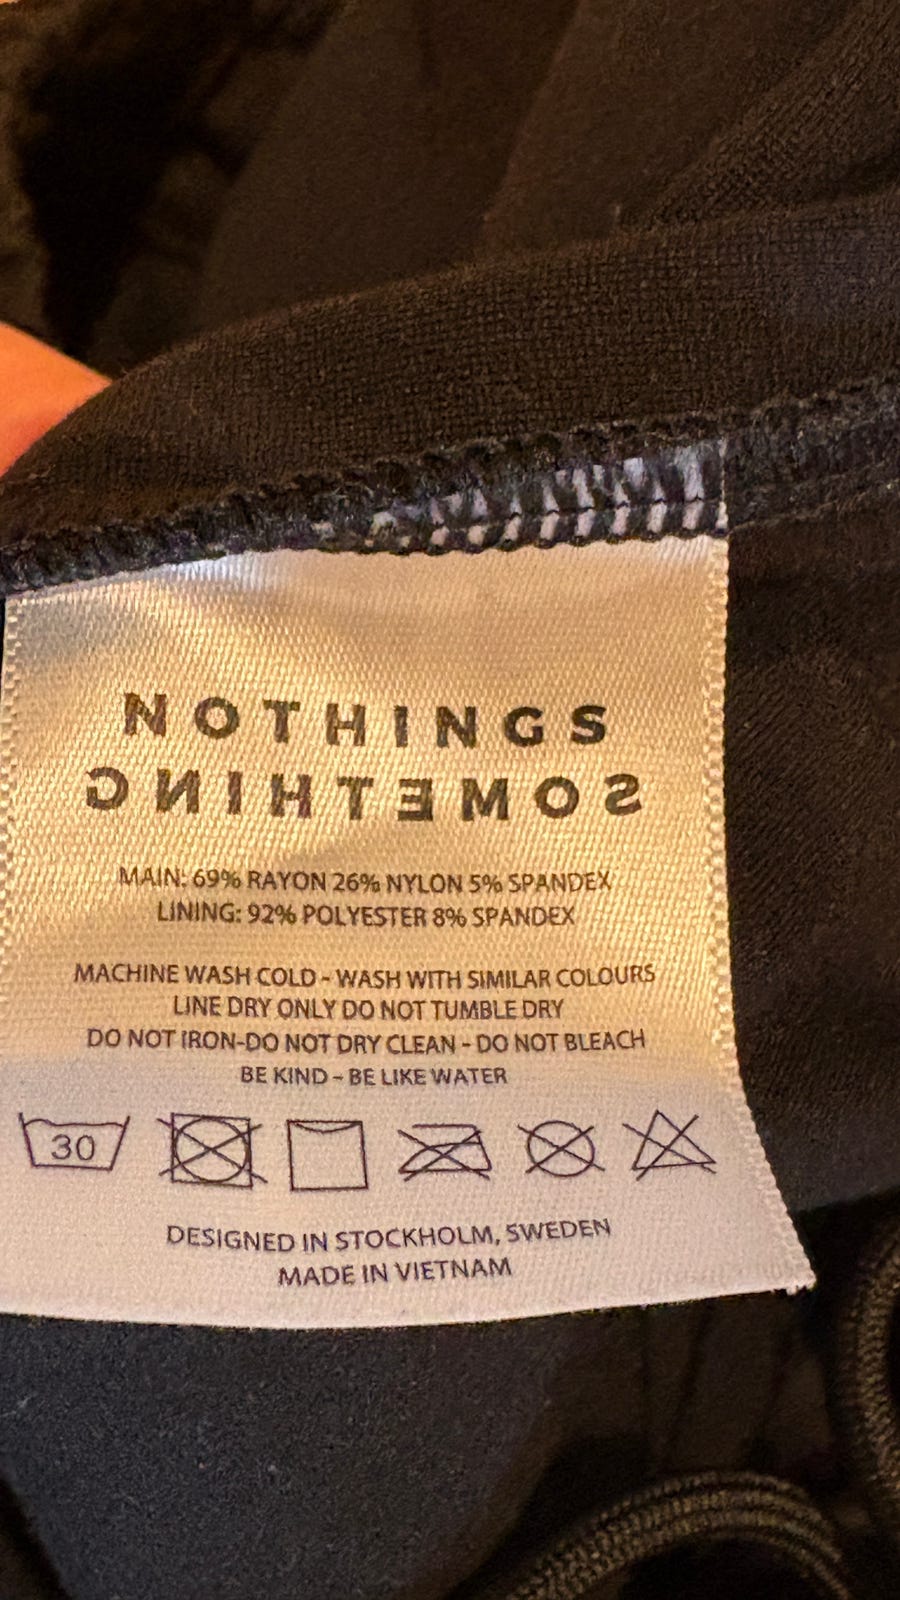 NOTHINGS
SOMETHING
MAIN: 69% RAYON 26% NYLON 5% SPANDEX
LINING: 92% POLYESTER 8% SPANDEX
MACHINE WASH COLD - WASH WITH SIMILAR COLOURS
LINE DRY ONLY DO NOT TUMBLE DRY
DO NOT IRON-DO NOT DRY CLEAN - DO NOT BLEACH
BE KIND - BE LIKE WATER
30
DESIGNED IN STOCKHOLM, SWEDEN
MADE IN VIETNAM